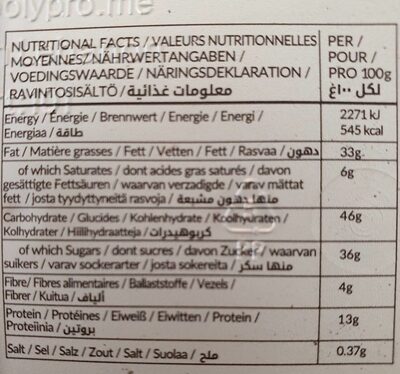 olypro.me
NUTRITIONAL FACTS / VALEURS NUTRITIONNELLES
MOYENNES/ NÄHRWERTANGABEN /
VOEDINGSWAARDE / NÄRINGSDEKLARATION /
RAVINTOSISÄLTÖ / معلومات غذائية
PER /
POUR /
PRO 100g
لكل ١٠٠غ
Energy / Énergie / Brennwert / Energie / Energi /
Energiaa / طاقة
2271 kJ
545 kcal
Fat / Matière grasses / Fett / Vetten / Fett / Rasvaa / دهون
33g
of which Saturates / dont acides gras saturés / davon
gesättigte Fettsäuren / waarvan verzadigde / varav mättat
fett / josta tyydyttyneitä rasvoja / منها دهون مشبعة
6g
Carbohydrate / Glucides / Kohlenhydrate / Koolhydraten /
Kolhydrater / Hiilihydraatteja / كربوهيدرات
46g
of which Sugars / dont sucres / davon Zucker / waarvan
suikers / varav sockerarter / josta sokereita / منها سكر
36g
Fibre/ Fibres alimentaires / Ballaststoffe / Vezels /
Fibrer / Kuitua / ألياف
4g
Protein / Protéines / Eiweiß / Eiwitten / Protein /
Proteiinia / بروتين
13g
Salt / Sel / Salz / Zout / Salt / Suolaa / ملح
0.37g